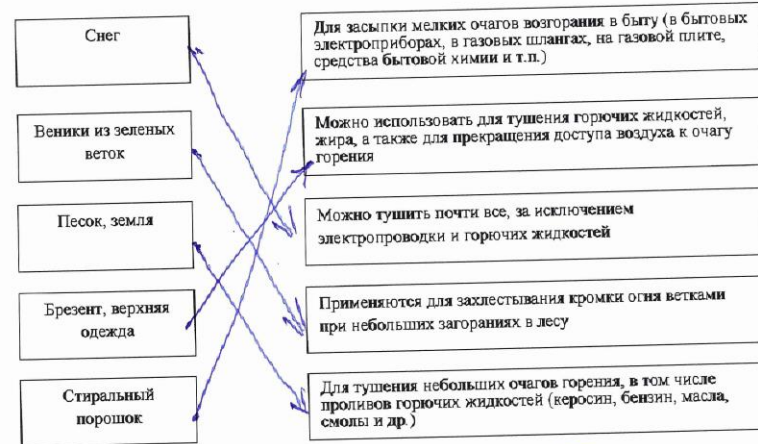 Снег
Для засыпки мелких очагов возгорания в быту (в бытовых
электроприборах, в газовых шлангах, на газовой плите,
средства бытовой химии и т.п.)
Веники из зеленых
веток
Можно использовать для тушения горючих жидкостей,
жира, а также для прекращения доступа воздуха к очагу
горения
Песок, земля
Можно тушить почти все, за исключением
электропроводки и горючих жидкостей
Брезент, верхняя
одежда
Применяются для захлестывания кромки огня ветками
при небольших загораниях в лесу
Стиральный
порошок
Для тушения небольших очагов горения, в том числе
проливов горючих жидкостей (керосин, бензин, масла,
смолы и др.)